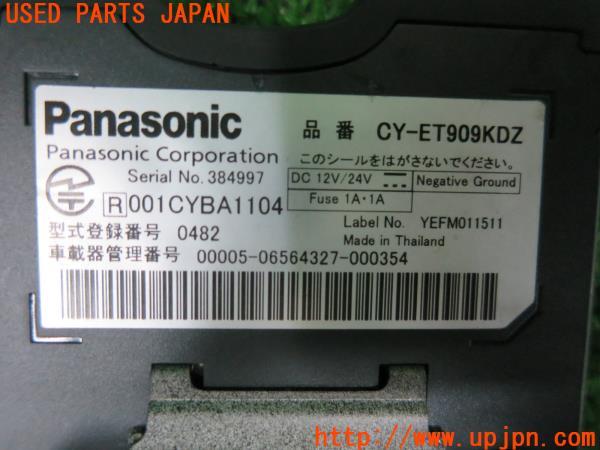 USED PARTS JAPAN
Panasonic 品番 CY-ET909KDZ
Panasonic Corporation このシールをはがさないでください。
Serial No. 384997 DC 12V/24V Negative Ground
Fuse 1A・1A
R 001CYBA1104
Label No. YEFM011511
型式登録番号 0482 Made in Thailand
車載器管理番号 00005-06564327-000354
UPJ http://www.upjpn.com